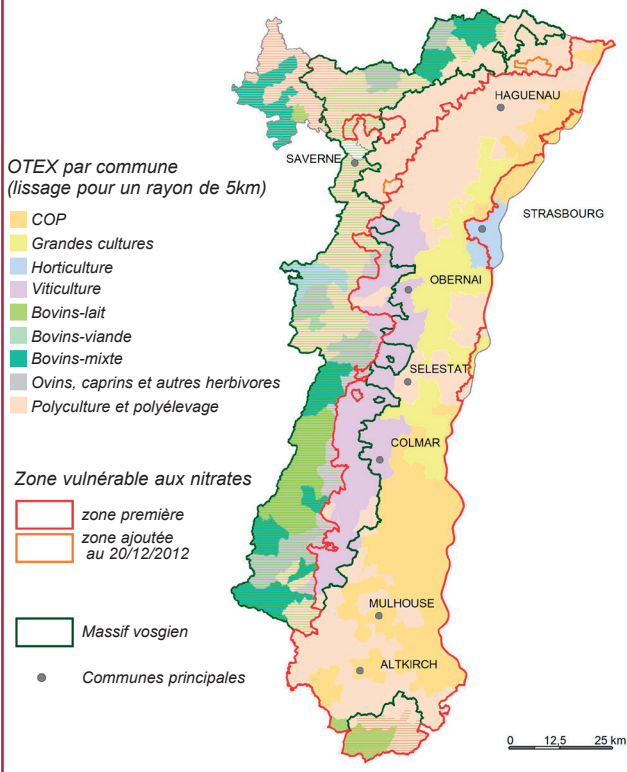 HAGUENAU
SAVERNE
OTEX par commune
(lissage pour un rayon de 5km)
STRASBOURG
COP
Grandes cultures
Horticulture
Viticulture
Bovins-lait
Bovins-viande
Bovins-mixte
Ovins, caprins et autres herbivores
Polyculture et polyélevage
OBERNAI
SELESTAT
COLMAR
Zone vulnérable aux nitrates
zone première
zone ajoutée
au 20/12/2012
MULHOUSE
Massif vosgien
ALTKIRCH
Communes principales
0 12,5 25 km